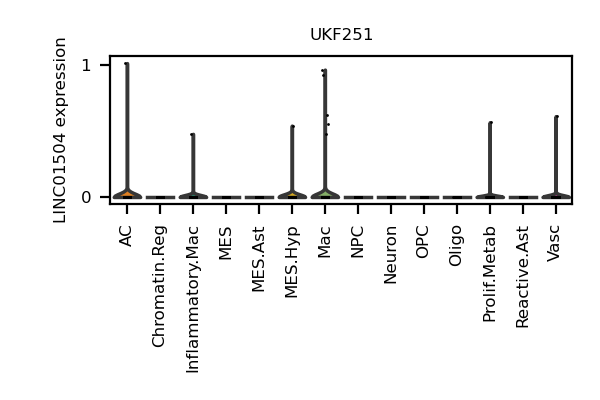 UKF251
LINC01504 expression
1
0
AC
Chromatin.Reg
Inflammatory.Mac
MES
MES.Ast
MES.Hyp
Mac
NPC
Neuron
OPC
Oligo
Prolif.Metab
Reactive.Ast
Vasc